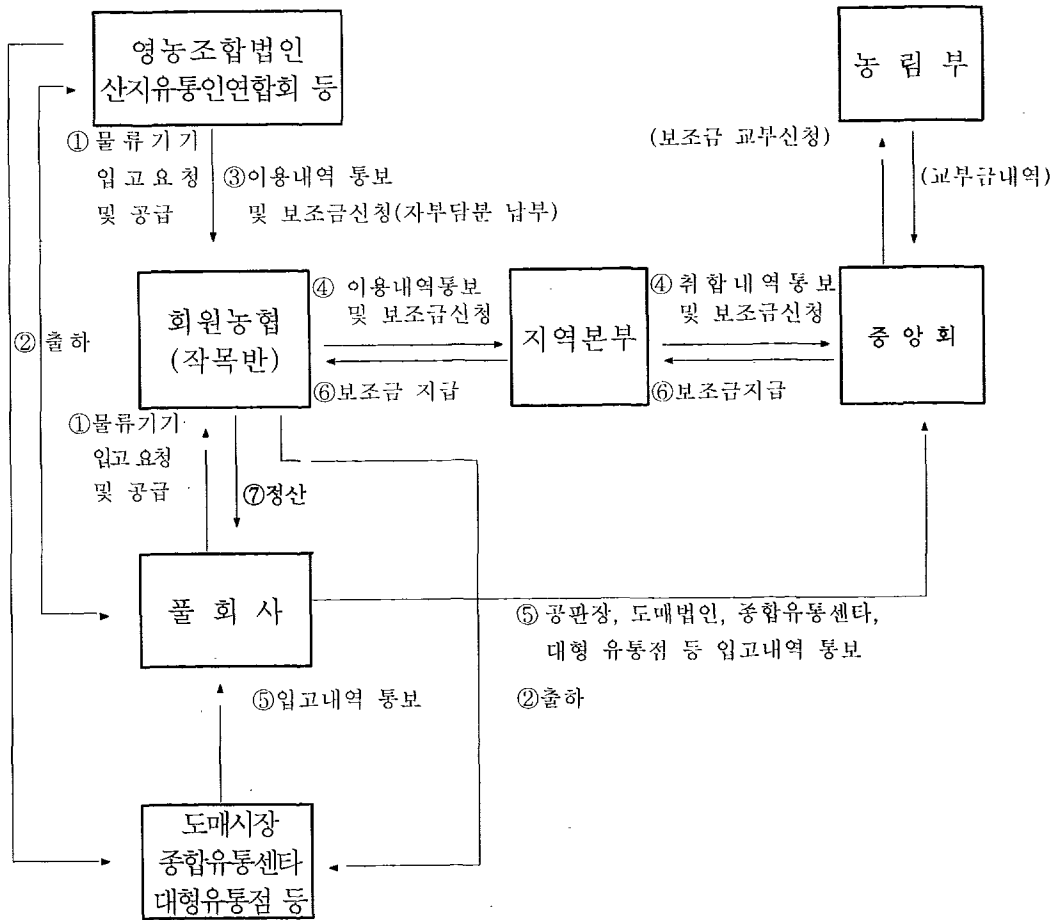 영농조합법인
산지유통인연합회 등
농 림 부
①물류기기
입고요청
및 공급
③이용내역 통보
및 보조금신청(자부담분 납부)
(보조금 교부신청)
(교부금내역)
②출하
회원농협
(작목반)
④ 이용내역통보
및 보조금신청
⑥보조금 지급
지역본부
④취합내역통보
및 보조금신청
⑥보조금지급
중 앙 회
①물류기기
입고 요청
및 공급
⑦정산
풀 회 사
⑤ 공판장, 도매법인, 종합유통센타,
대형 유통점 등 입고내역 통보
⑤입고내역 통보
②출하
도매시장
종합유통센타
대형유통점 등